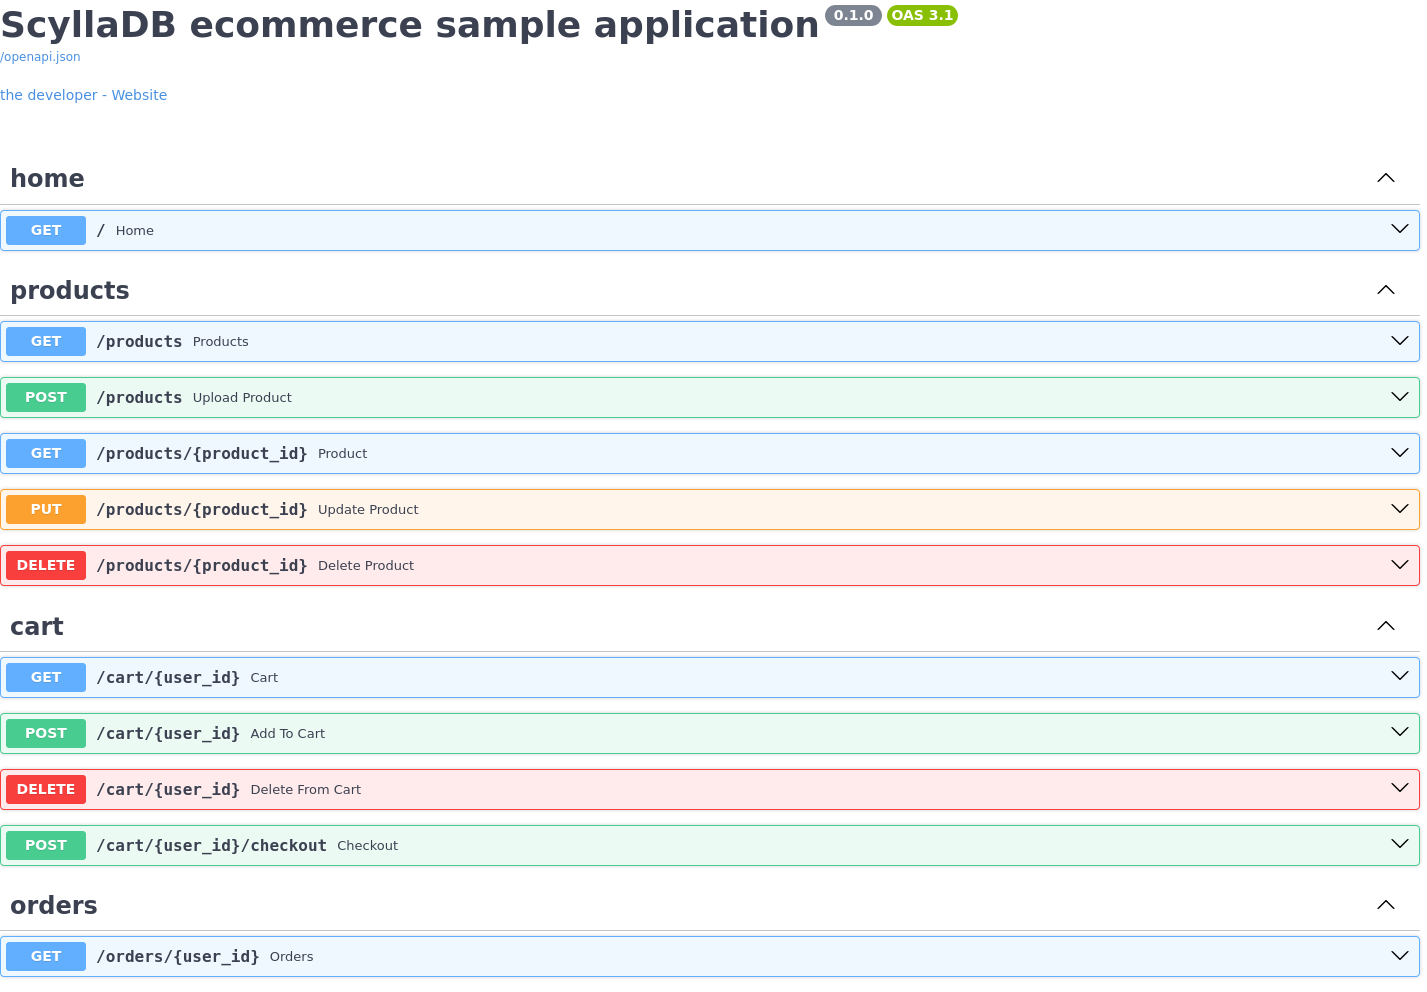 ScyllaDB ecommerce sample application 0.1.0 OAS 3.1
/openapi.json
the developer - Website
home
GET / Home
products
GET /products Products
POST /products Upload Product
GET /products/{product_id} Product
PUT /products/{product_id} Update Product
DELETE /products/{product_id} Delete Product
cart
GET /cart/{user_id} Cart
POST /cart/{user_id} Add To Cart
DELETE /cart/{user_id} Delete From Cart
POST /cart/{user_id}/checkout Checkout
orders
GET /orders/{user_id} Orders